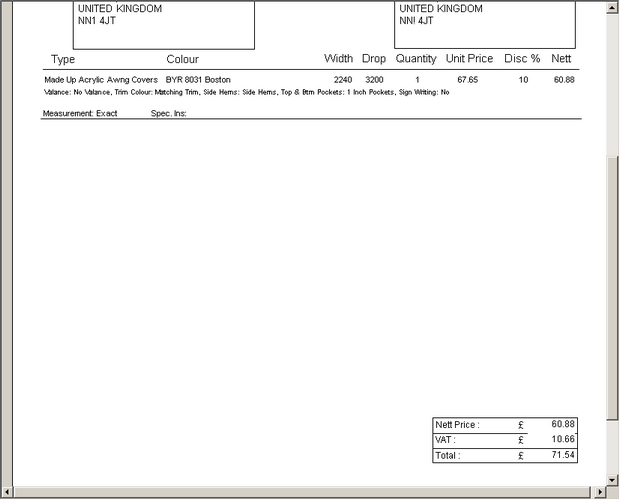 UNITED KINGDOM UNITED KINGDOM
NN1 4JT NN! 4JT
Type Colour Width Drop Quantity Unit Price Disc % Nett
Made Up Acrylic Awng Covers BYR 8031 Boston 2240 3200 1 67.65 10 60.88
Valance: No Valance, Trim Colour: Matching Trim, Side Hems: Side Hems, Top & Btm Pockets: 1 Inch Pockets, Sign Writing: No
Measurement: Exact Spec. Ins:
Nett Price : £ 60.88
VAT : £ 10.66
Total : £ 71.54